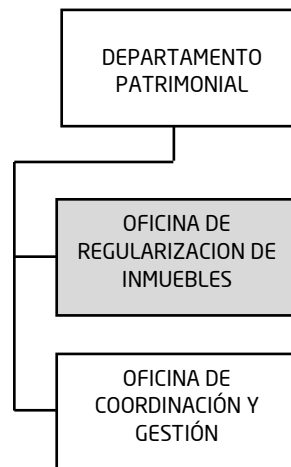 DEPARTAMENTO
PATRIMONIAL
OFICINA DE
REGULARIZACION DE
INMUEBLES
OFICINA DE
COORDINACIÓN Y
GESTIÓN